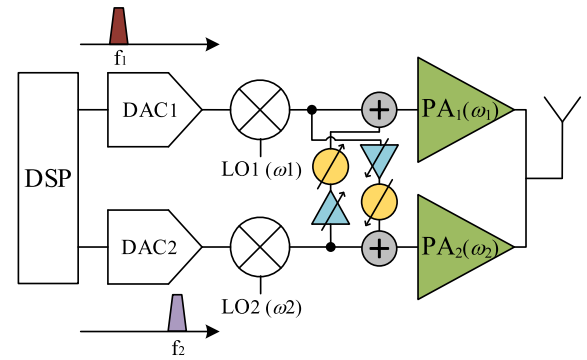 f₁
DAC1
LO1 (ω1)
PA₁(ω₁)
DSP
DAC2
LO2 (ω2)
PA₂(ω₂)
f₂